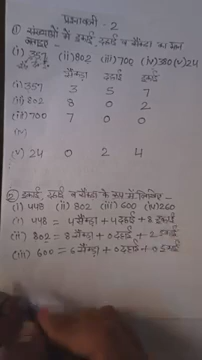 प्रश्नावली - 2
① संख्याओं में इकाई, दहाई व सैकड़ा का मान
बताइए -
(i) 357 (ii) 802 (iii) 700 (iv) 380 (v) 24
सैकड़ा दहाई इकाई
(i) 357 3 5 7
(ii) 802 8 0 2
(iii) 700 7 0 0
(iv)
(v) 24 0 2 4
② इकाई, दहाई व सैकड़ा के रूप में लिखिए -
(i) 448 (ii) 802 (iii) 600 (iv) 260
(i) 448 = 4 सैकड़ा + 4 दहाई + 8 इकाई
(ii) 802 = 8 सैकड़ा + 0 दहाई + 2 इकाई
(iii) 600 = 6 सैकड़ा + 0 दहाई + 0 इकाई